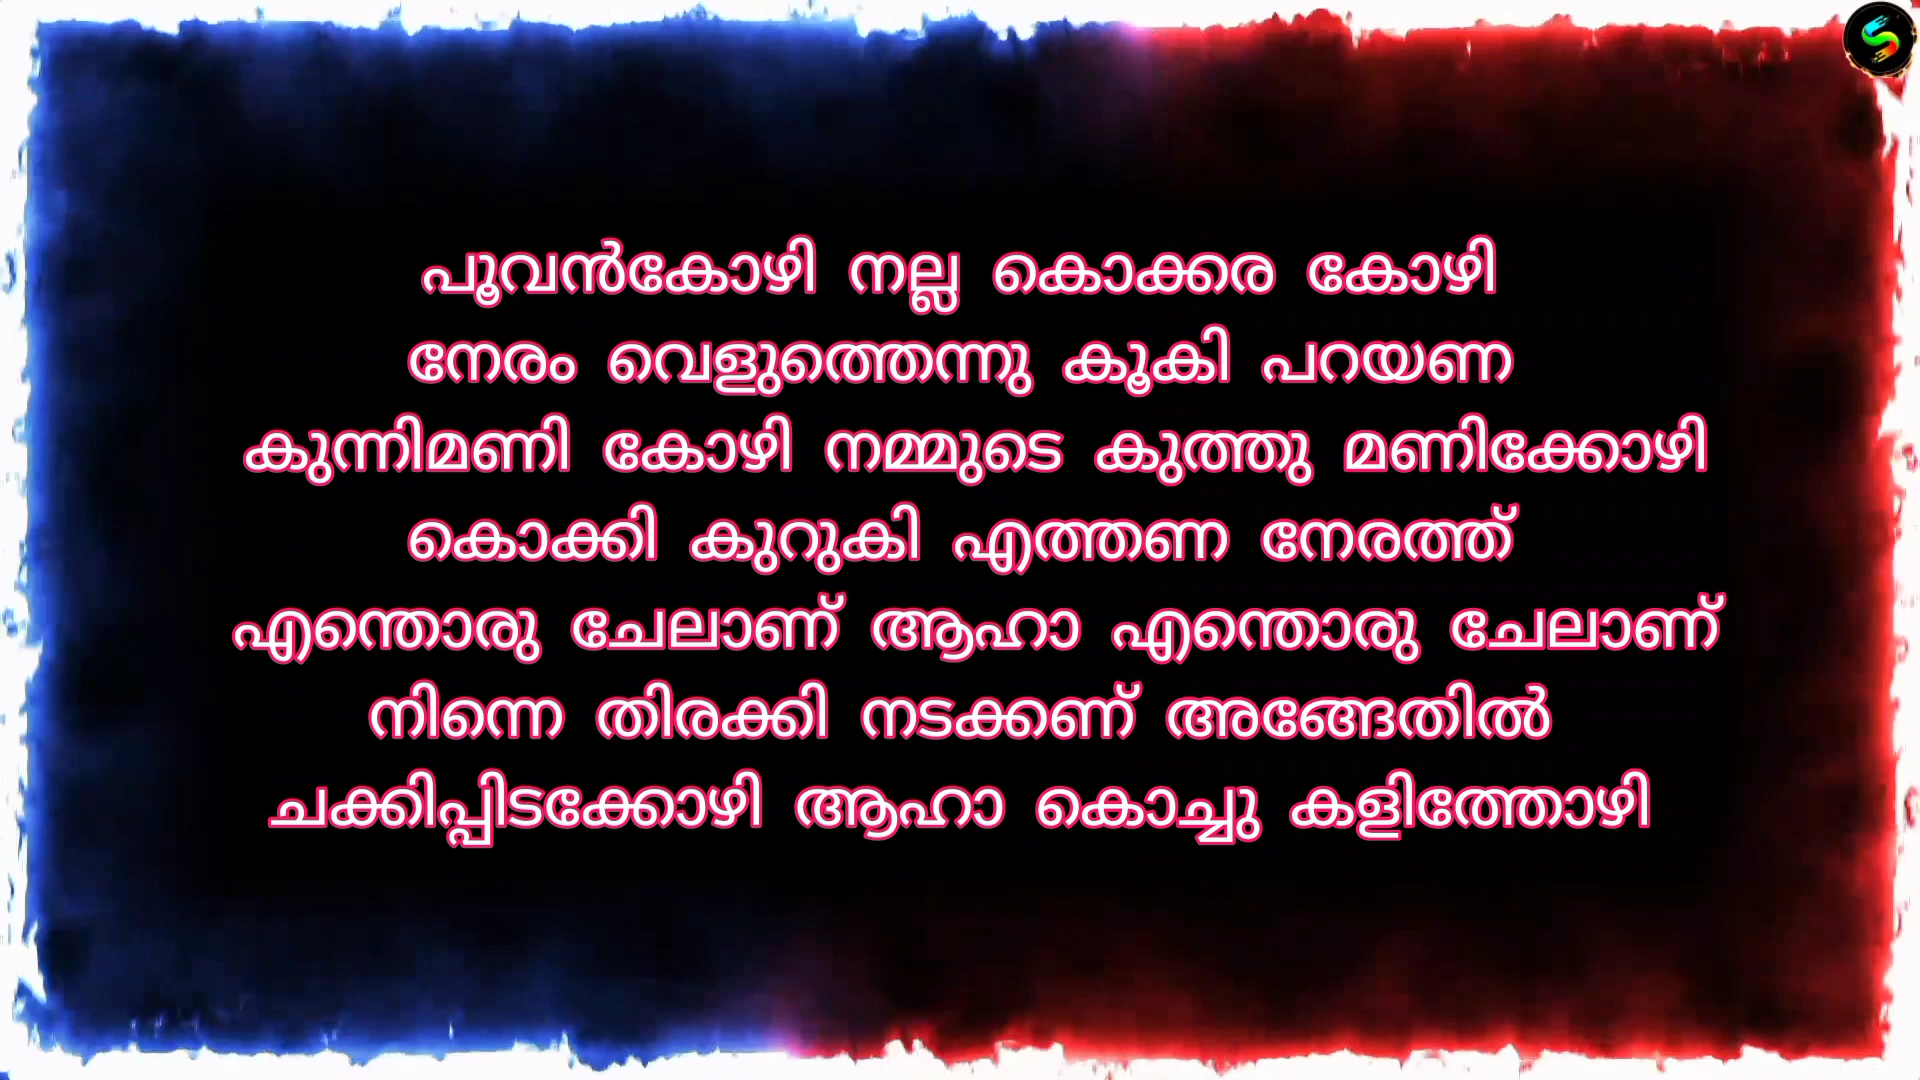 പൂവൻകോഴി നല്ല കൊക്കര കോഴി
നേരം വെളുത്തെന്നു കൂകി പറയണ
കുന്നിമണി കോഴി നമ്മുടെ കുത്തു മണിക്കോഴി
കൊക്കി കുറുകി എത്തണ നേരത്ത്
എന്തൊരു ചേലാണ് ആഹാ എന്തൊരു ചേലാണ്
നിന്നെ തിരക്കി നടക്കണ് അങ്ങേതിൽ
ചക്കിപ്പിടക്കോഴി ആഹാ കൊച്ചു കളിത്തോഴി